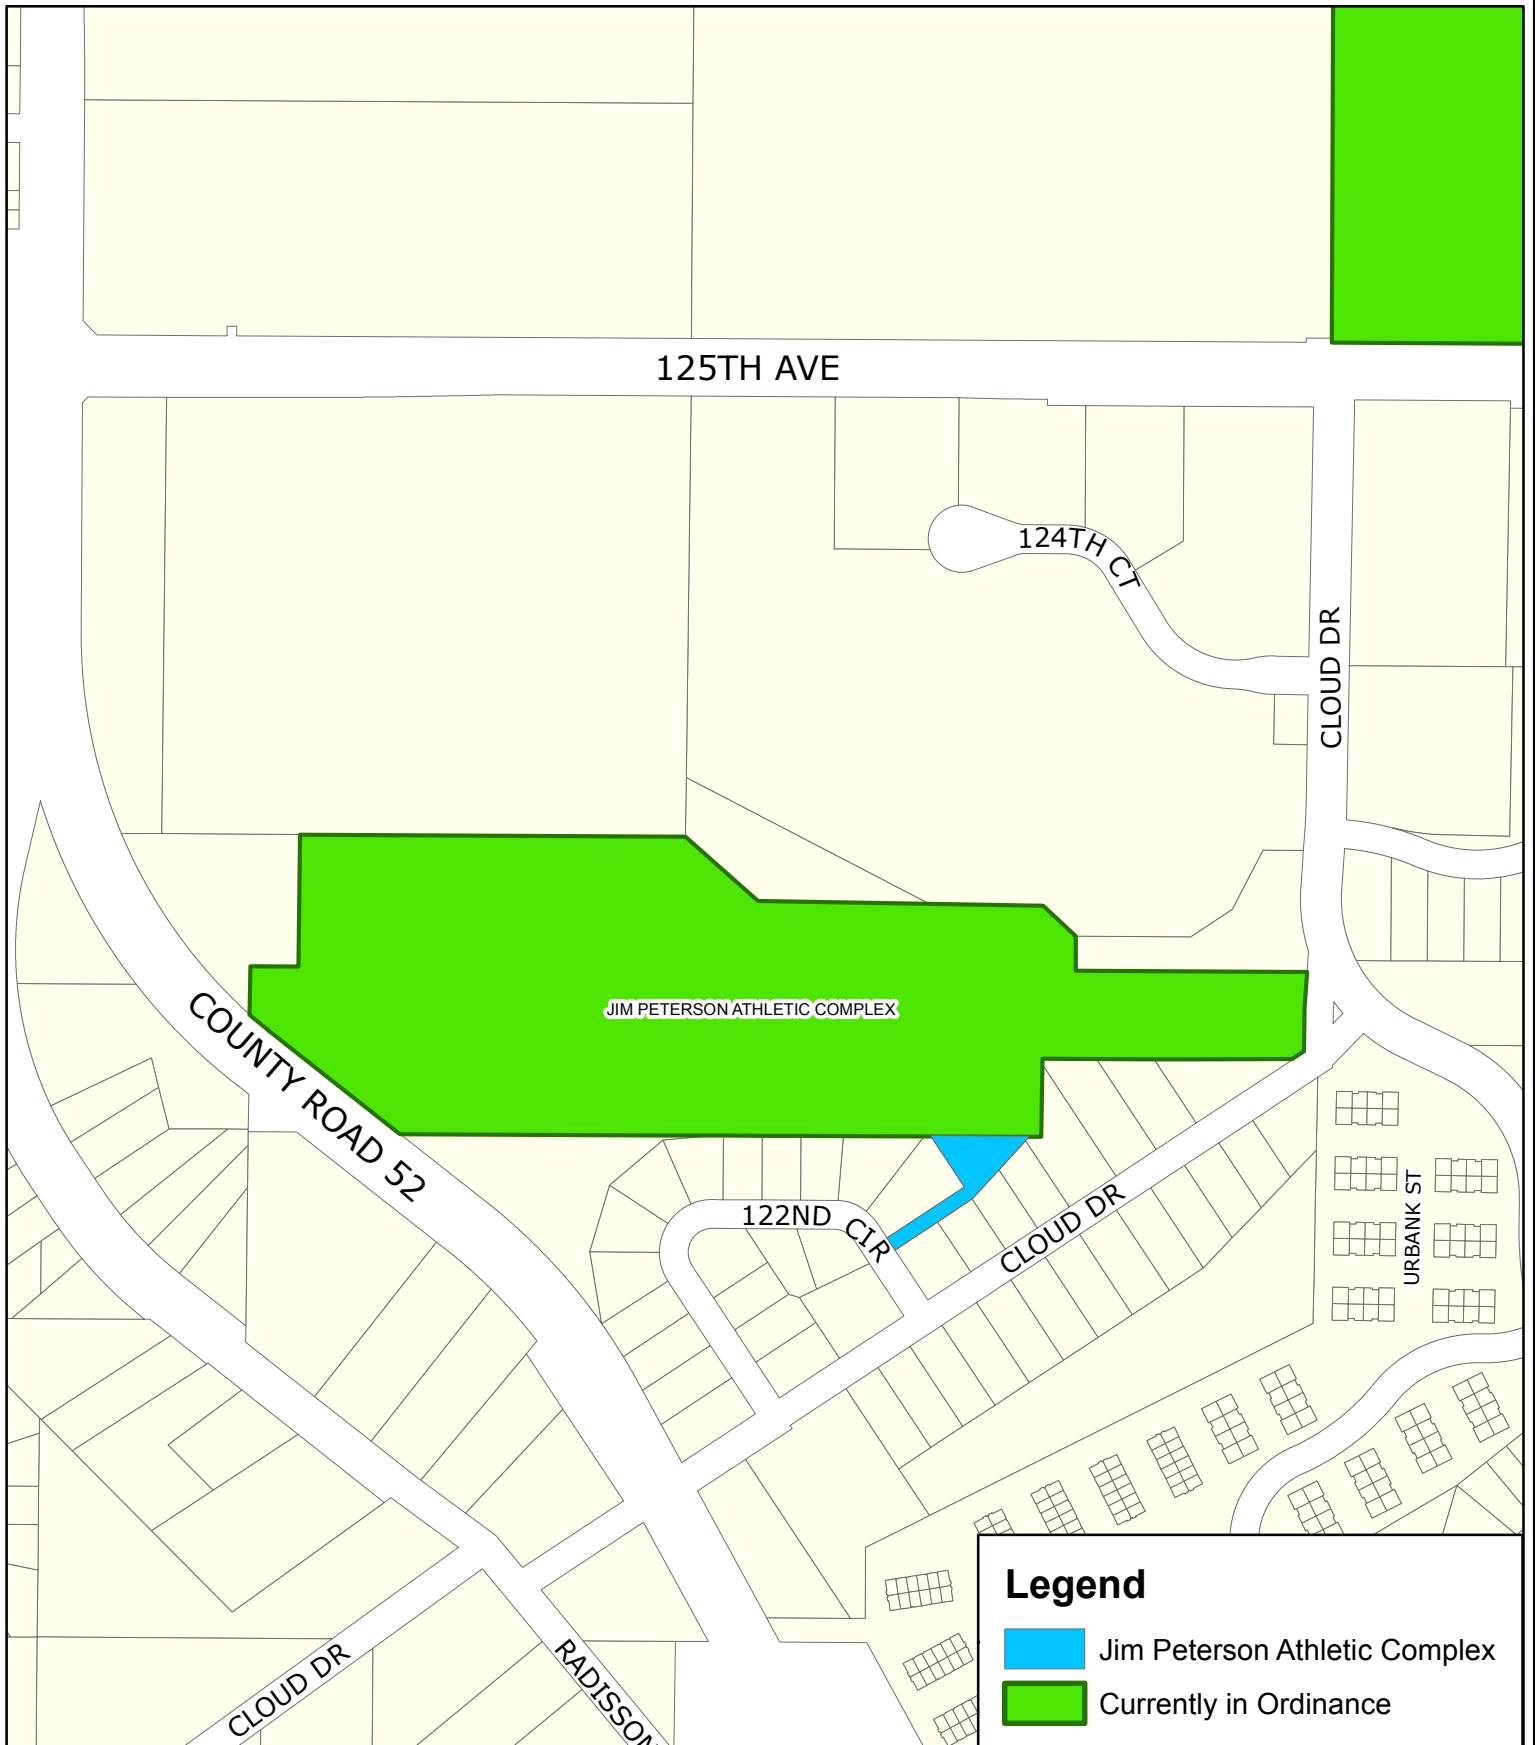 125TH AVE
124TH CT
CLOUD DR
JIM PETERSON ATHLETIC COMPLEX
COUNTY ROAD 52
122ND CIR
CLOUD DR
URBANK ST
CLOUD DR
RADISSON
Legend
Jim Peterson Athletic Complex
Currently in Ordinance